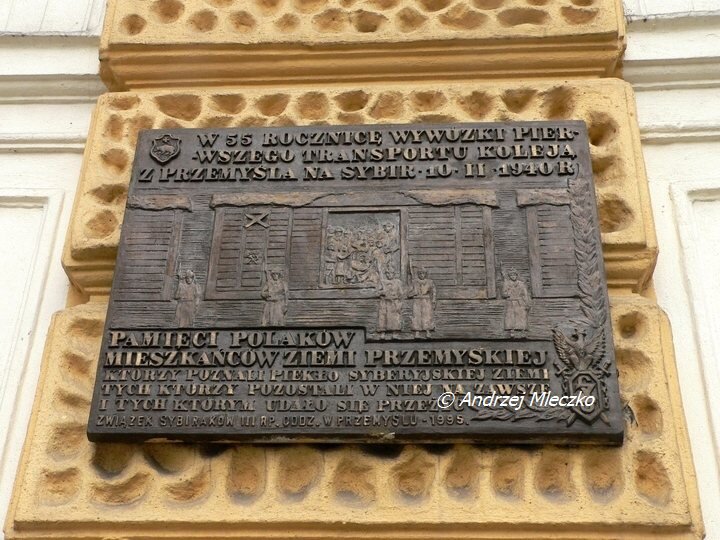 W 55 ROCZNICĘ WYWÓZKI PIER-
-WSZEGO TRANSPORTU KOLEJĄ
Z PRZEMYŚLA NA SYBIR·10·II·1940 R
PAMIĘCI POLAKÓW
MIESZKAŃCÓW ZIEMI PRZEMYSKIEJ
KTÓRZY POZNALI PIEKŁO SYBERYJSKIEJ ZIEMI
TYCH KTÓRZY POZOSTALI W NIEJ NA ZAWSZE
I TYCH KTÓRYM UDAŁO SIĘ
© Andrzej Mleczko
ZWIĄZEK SYBIRAKÓW III RP. ODDZ. W PRZEMYŚLU - 1995.